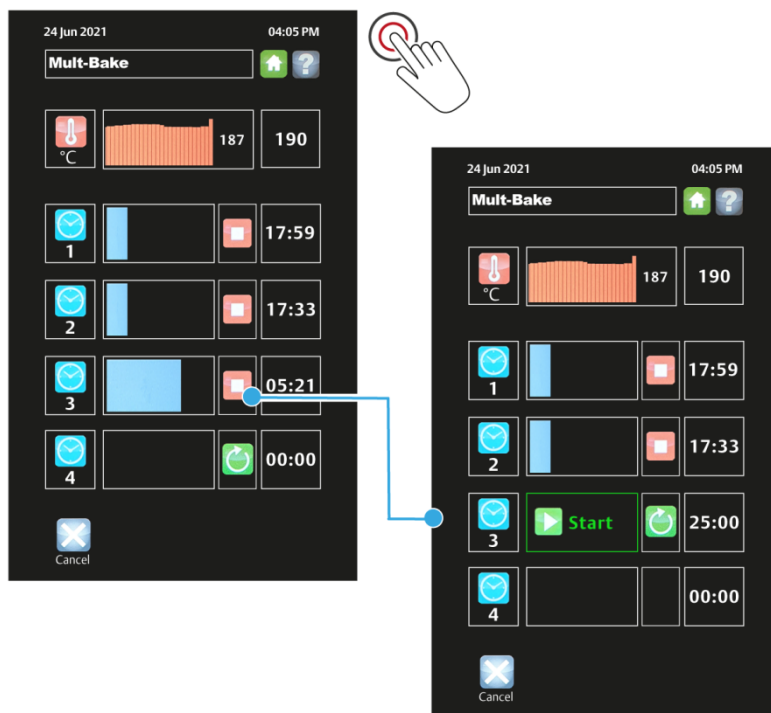 24 Jun 2021 04:05 PM
Mult-Bake
?
°C 187 190
1 17:59
2 17:33
3 05:21
4 00:00
Cancel
24 Jun 2021 04:05 PM
Mult-Bake
?
°C 187 190
1 17:59
2 17:33
3 Start 25:00
4 00:00
Cancel